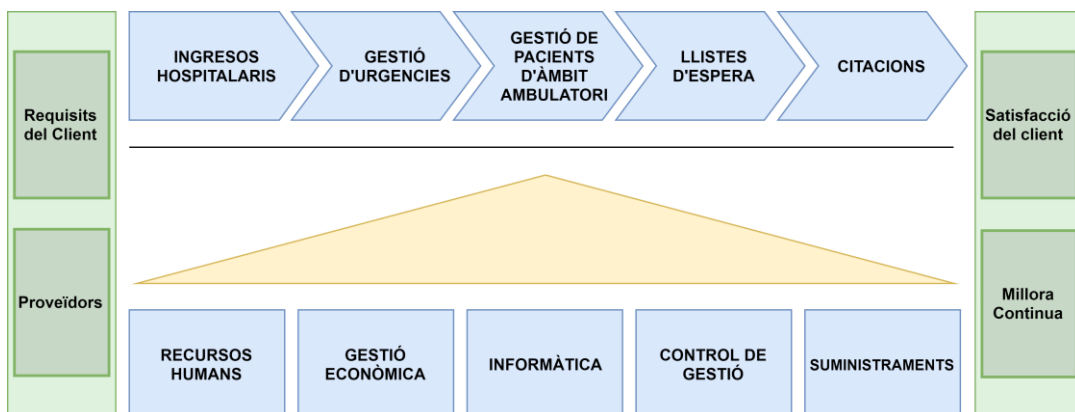 Requisits
del Client
Proveïdors
INGRESOS
HOSPITALARIS
GESTIÓ
D'URGENCIES
GESTIÓ DE
PACIENTS
D'ÀMBIT
AMBULATORI
LLISTES
D'ESPERA
CITACIONS
RECURSOS
HUMANS
GESTIÓ
ECONÒMICA
INFORMÀTICA
CONTROL DE
GESTIÓ
SUMINISTRAMENTS
Satisfacció
del client
Millora
Continua